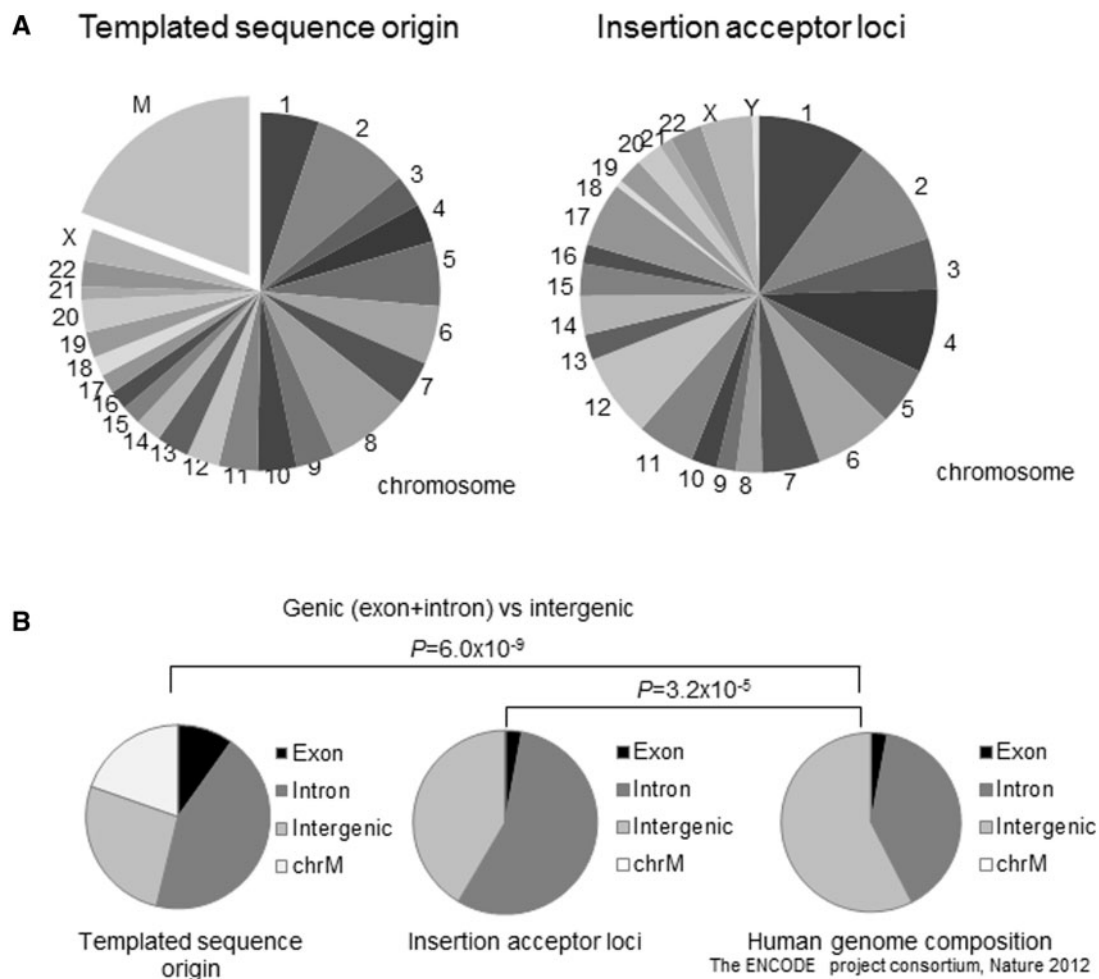 A
Templated sequence origin
Insertion acceptor loci
M
1
2
3
4
5
6
7
8
9
10
11
12
13
14
15
16
17
18
19
20
21
22
X
chromosome
Y
1
2
3
4
5
6
7
8
9
10
11
12
13
14
15
16
17
18
19
20
21
22
X
chromosome
B
Genic (exon+intron) vs intergenic
P=6.0x10⁻⁹
P=3.2x10⁻⁵
Exon
Intron
Intergenic
chrM
Templated sequence
origin
Exon
Intron
Intergenic
chrM
Insertion acceptor loci
Exon
Intron
Intergenic
chrM
Human genome composition
The ENCODE project consortium, Nature 2012